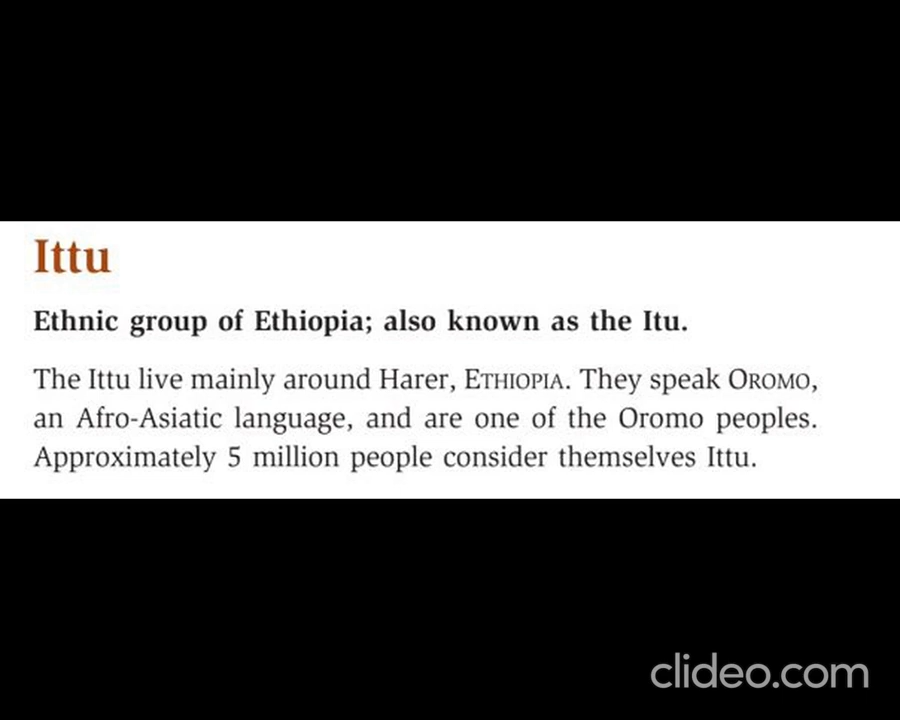 Ittu
Ethnic group of Ethiopia; also known as the Itu.
The Ittu live mainly around Harer, ETHIOPIA. They speak OROMO,
an Afro-Asiatic language, and are one of the Oromo peoples.
Approximately 5 million people consider themselves Ittu.
clideo.com